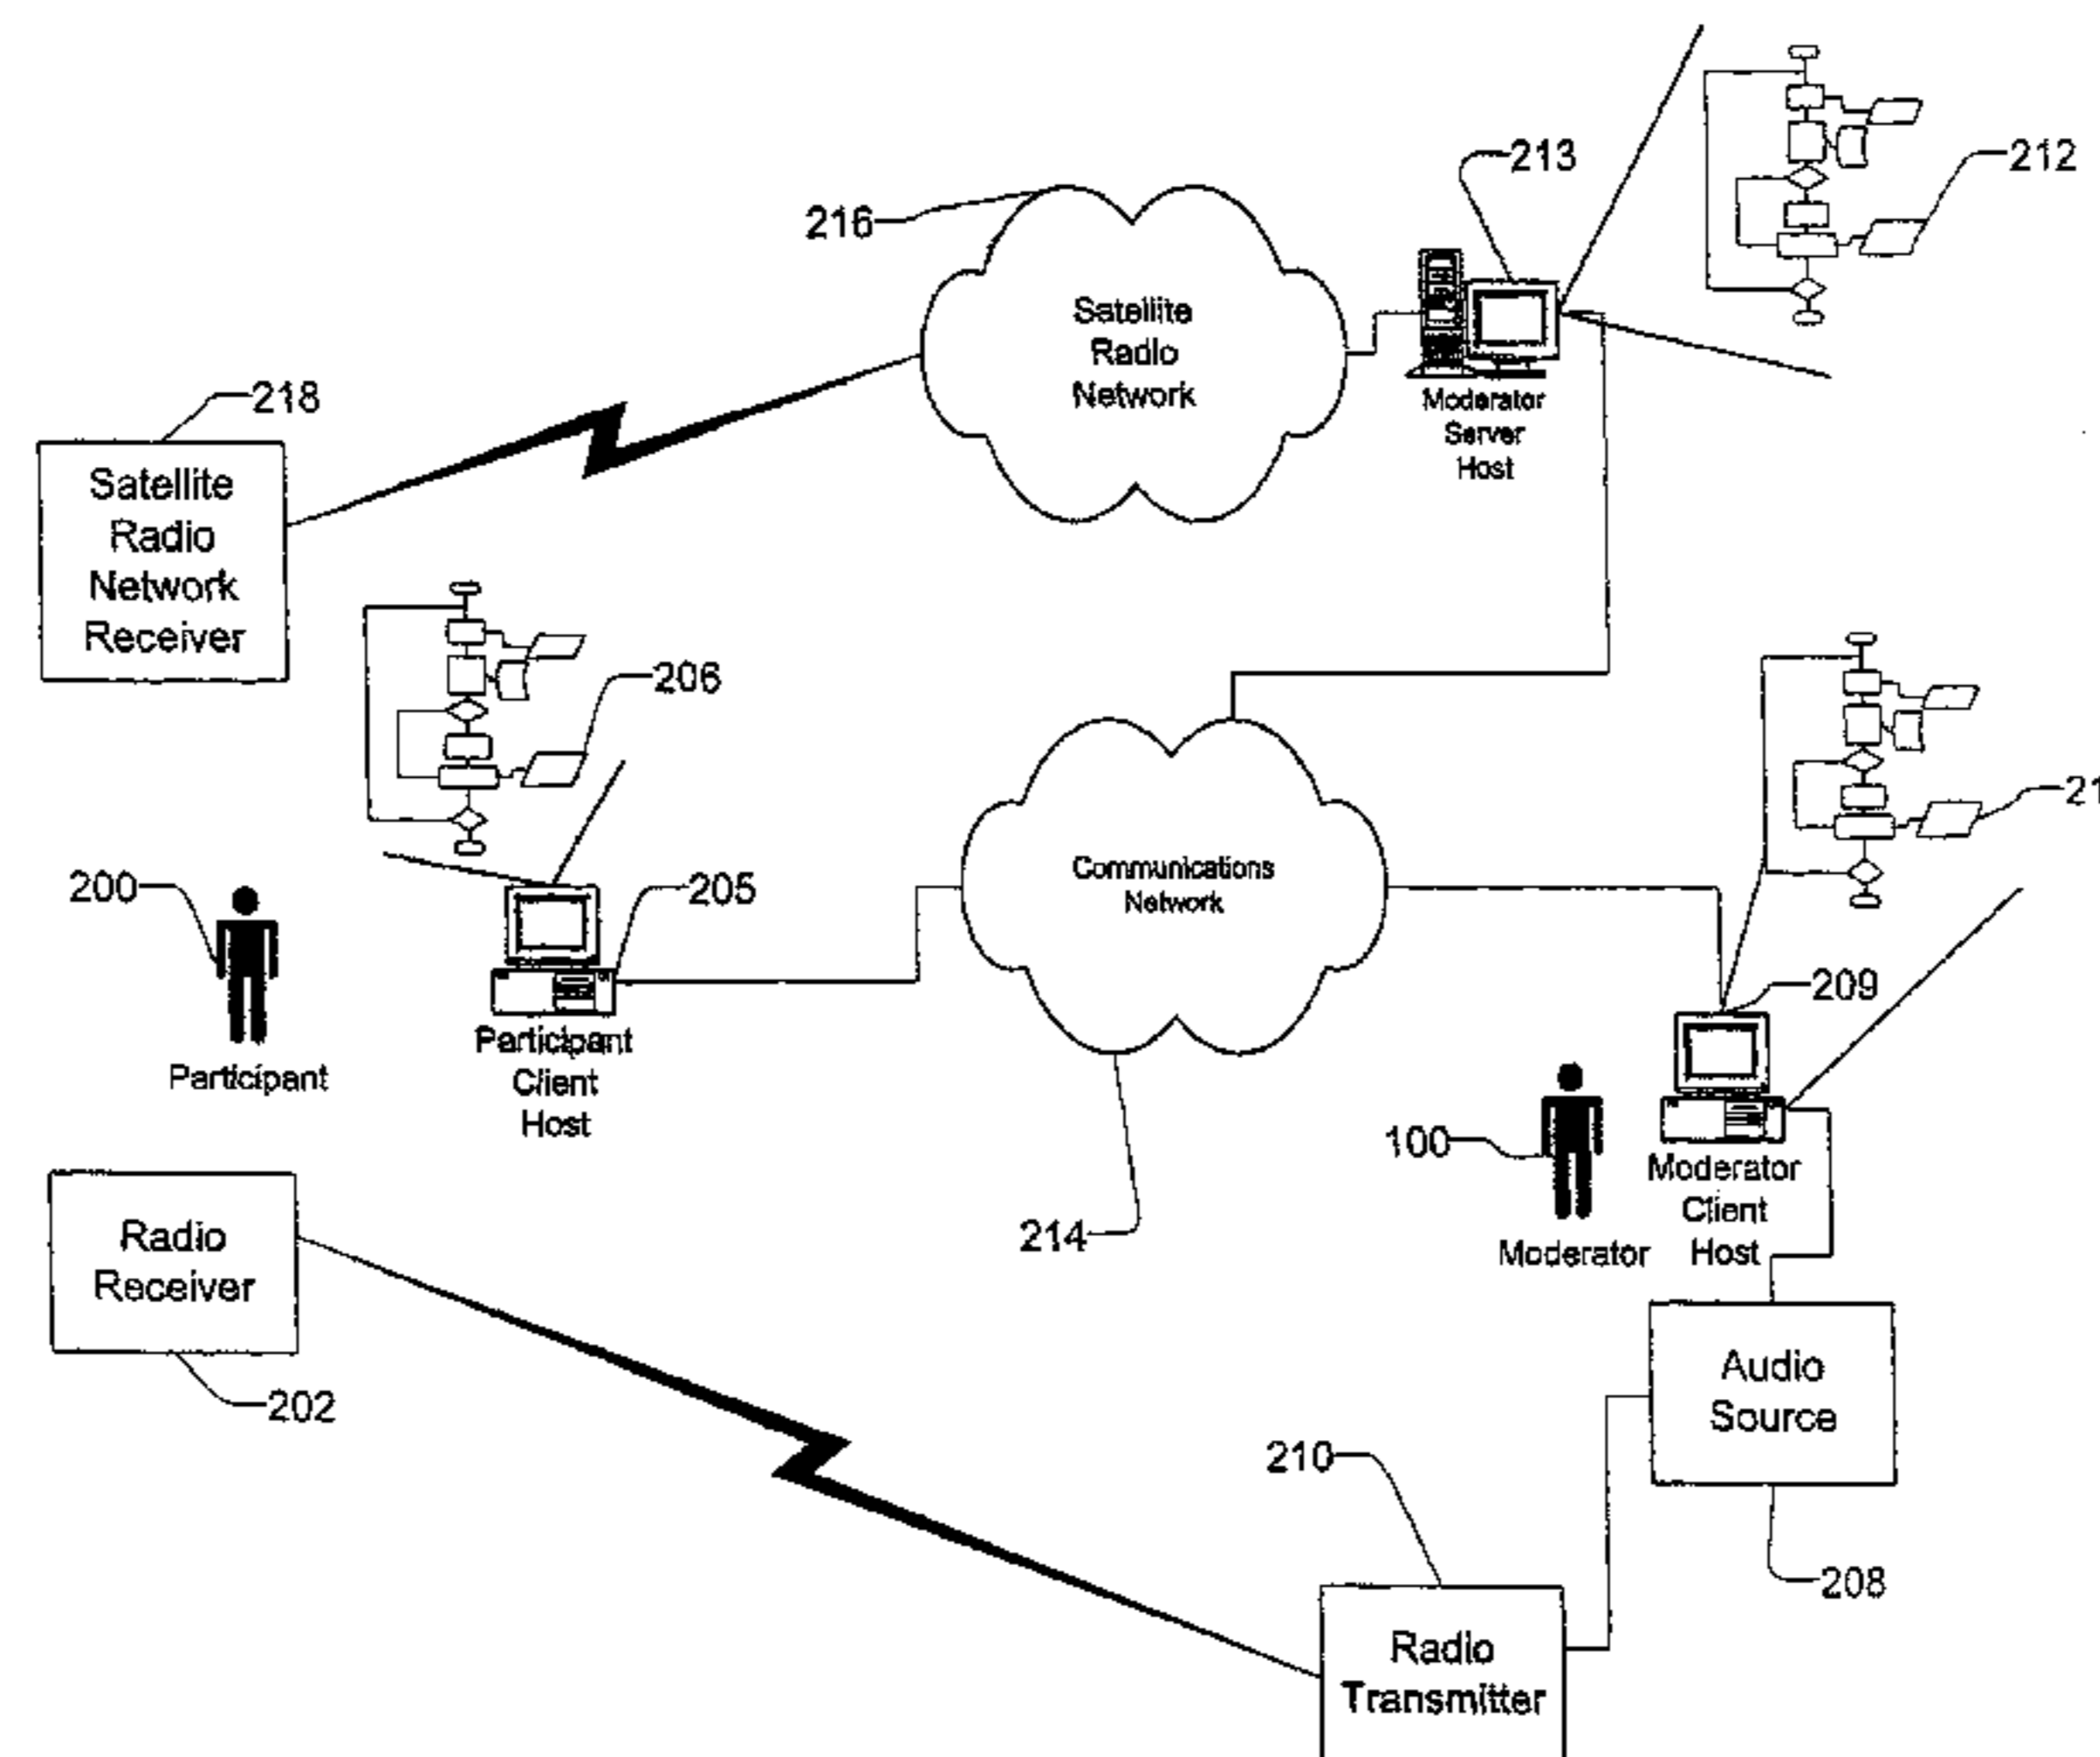 213
212
216
Satellite
Radio
Network
Moderator
Server
Host
218
Satellite
Radio
Network
Receiver
206
21
Communications
Network
200
205
209
Participant
Participant
Client
Host
100
Moderator
Moderator
Client
Host
214
Radio
Receiver
202
Audio
Source
210
208
Radio
Transmitter